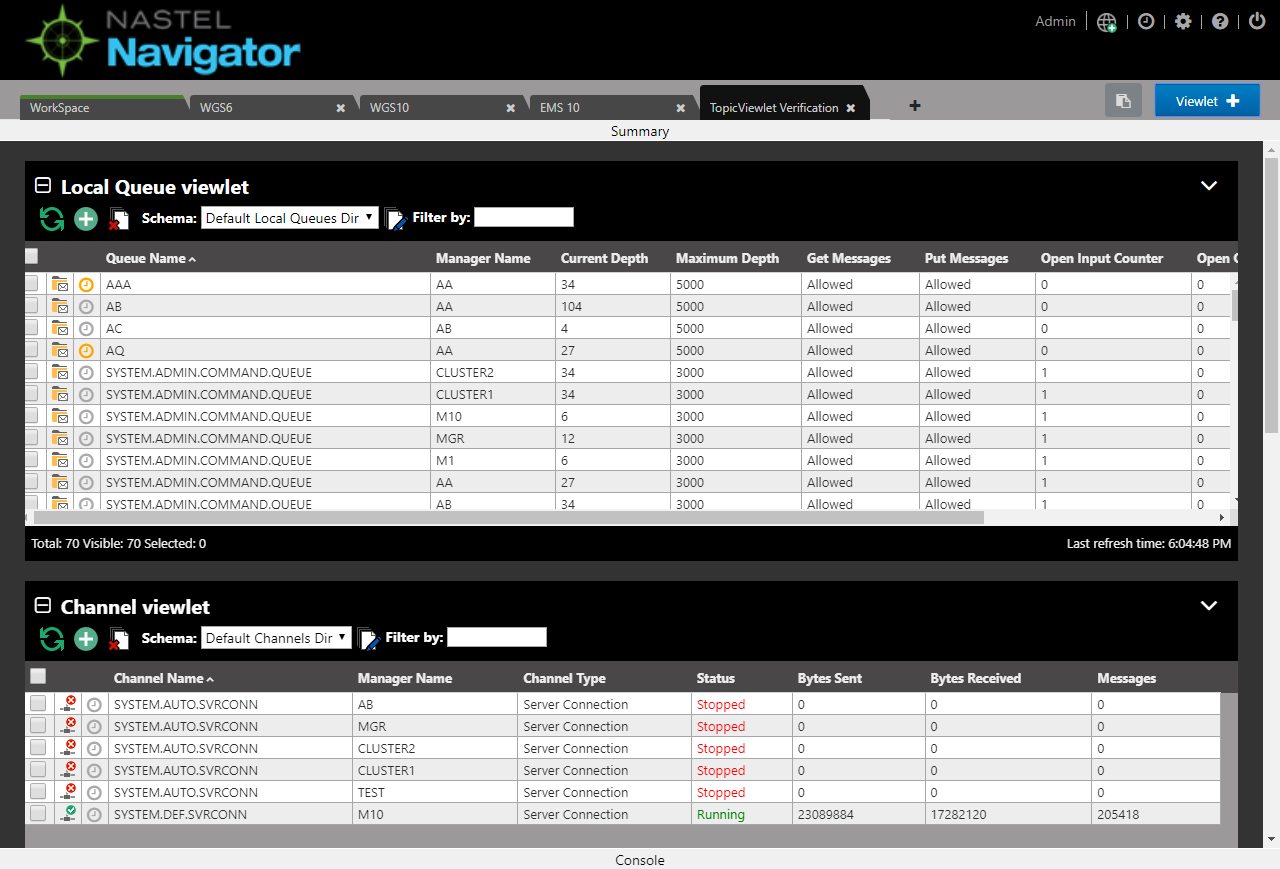 NASTEL
Navigator
Admin
WorkSpace WGS6 WGS10 EMS 10 TopicViewlet Verification Viewlet
Summary
Local Queue viewlet
Schema: Default Local Queues Dir Filter by:
Queue Name Manager Name Current Depth Maximum Depth Get Messages Put Messages Open Input Counter Open
AAA AA 34 5000 Allowed Allowed 0 0
AB AA 104 5000 Allowed Allowed 0 0
AC AB 4 5000 Allowed Allowed 0 0
AQ AA 27 5000 Allowed Allowed 0 0
SYSTEM.ADMIN.COMMAND.QUEUE CLUSTER2 34 3000 Allowed Allowed 1 0
SYSTEM.ADMIN.COMMAND.QUEUE CLUSTER1 34 3000 Allowed Allowed 1 0
SYSTEM.ADMIN.COMMAND.QUEUE M10 6 3000 Allowed Allowed 1 0
SYSTEM.ADMIN.COMMAND.QUEUE MGR 12 3000 Allowed Allowed 1 0
SYSTEM.ADMIN.COMMAND.QUEUE M1 6 3000 Allowed Allowed 1 0
SYSTEM.ADMIN.COMMAND.QUEUE AA 27 3000 Allowed Allowed 1 0
SYSTEM.ADMIN.COMMAND.QUEUE AB 34 3000 Allowed Allowed 1 0
Total: 70 Visible: 70 Selected: 0 Last refresh time: 6:04:48 PM
Channel viewlet
Schema: Default Channels Dir Filter by:
Channel Name Manager Name Channel Type Status Bytes Sent Bytes Received Messages
SYSTEM.AUTO.SVRCONN AB Server Connection Stopped 0 0 0
SYSTEM.AUTO.SVRCONN MGR Server Connection Stopped 0 0 0
SYSTEM.AUTO.SVRCONN CLUSTER2 Server Connection Stopped 0 0 0
SYSTEM.AUTO.SVRCONN CLUSTER1 Server Connection Stopped 0 0 0
SYSTEM.AUTO.SVRCONN TEST Server Connection Stopped 0 0 0
SYSTEM.DEF.SVRCONN M10 Server Connection Running 23089884 17282120 205418
Console